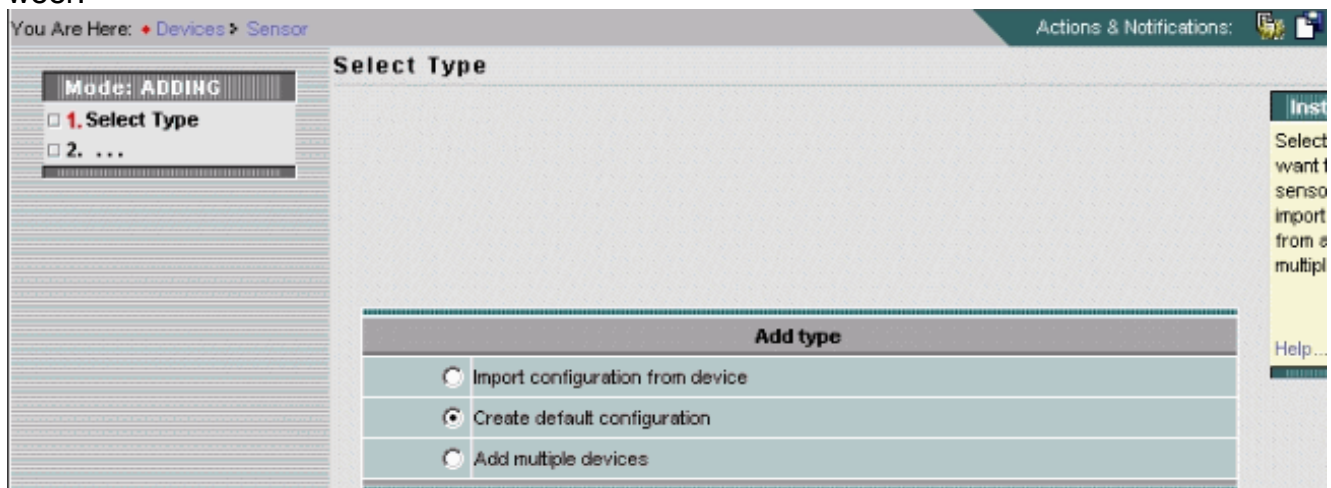 You Are Here: Devices Sensor
Actions & Notifications:
Mode: ADDING
1. Select Type
2. ...
Select Type
Inst
Select
want t
senso
import
from a
multipl
Help...
Add type
Import configuration from device
Create default configuration
Add multiple devices